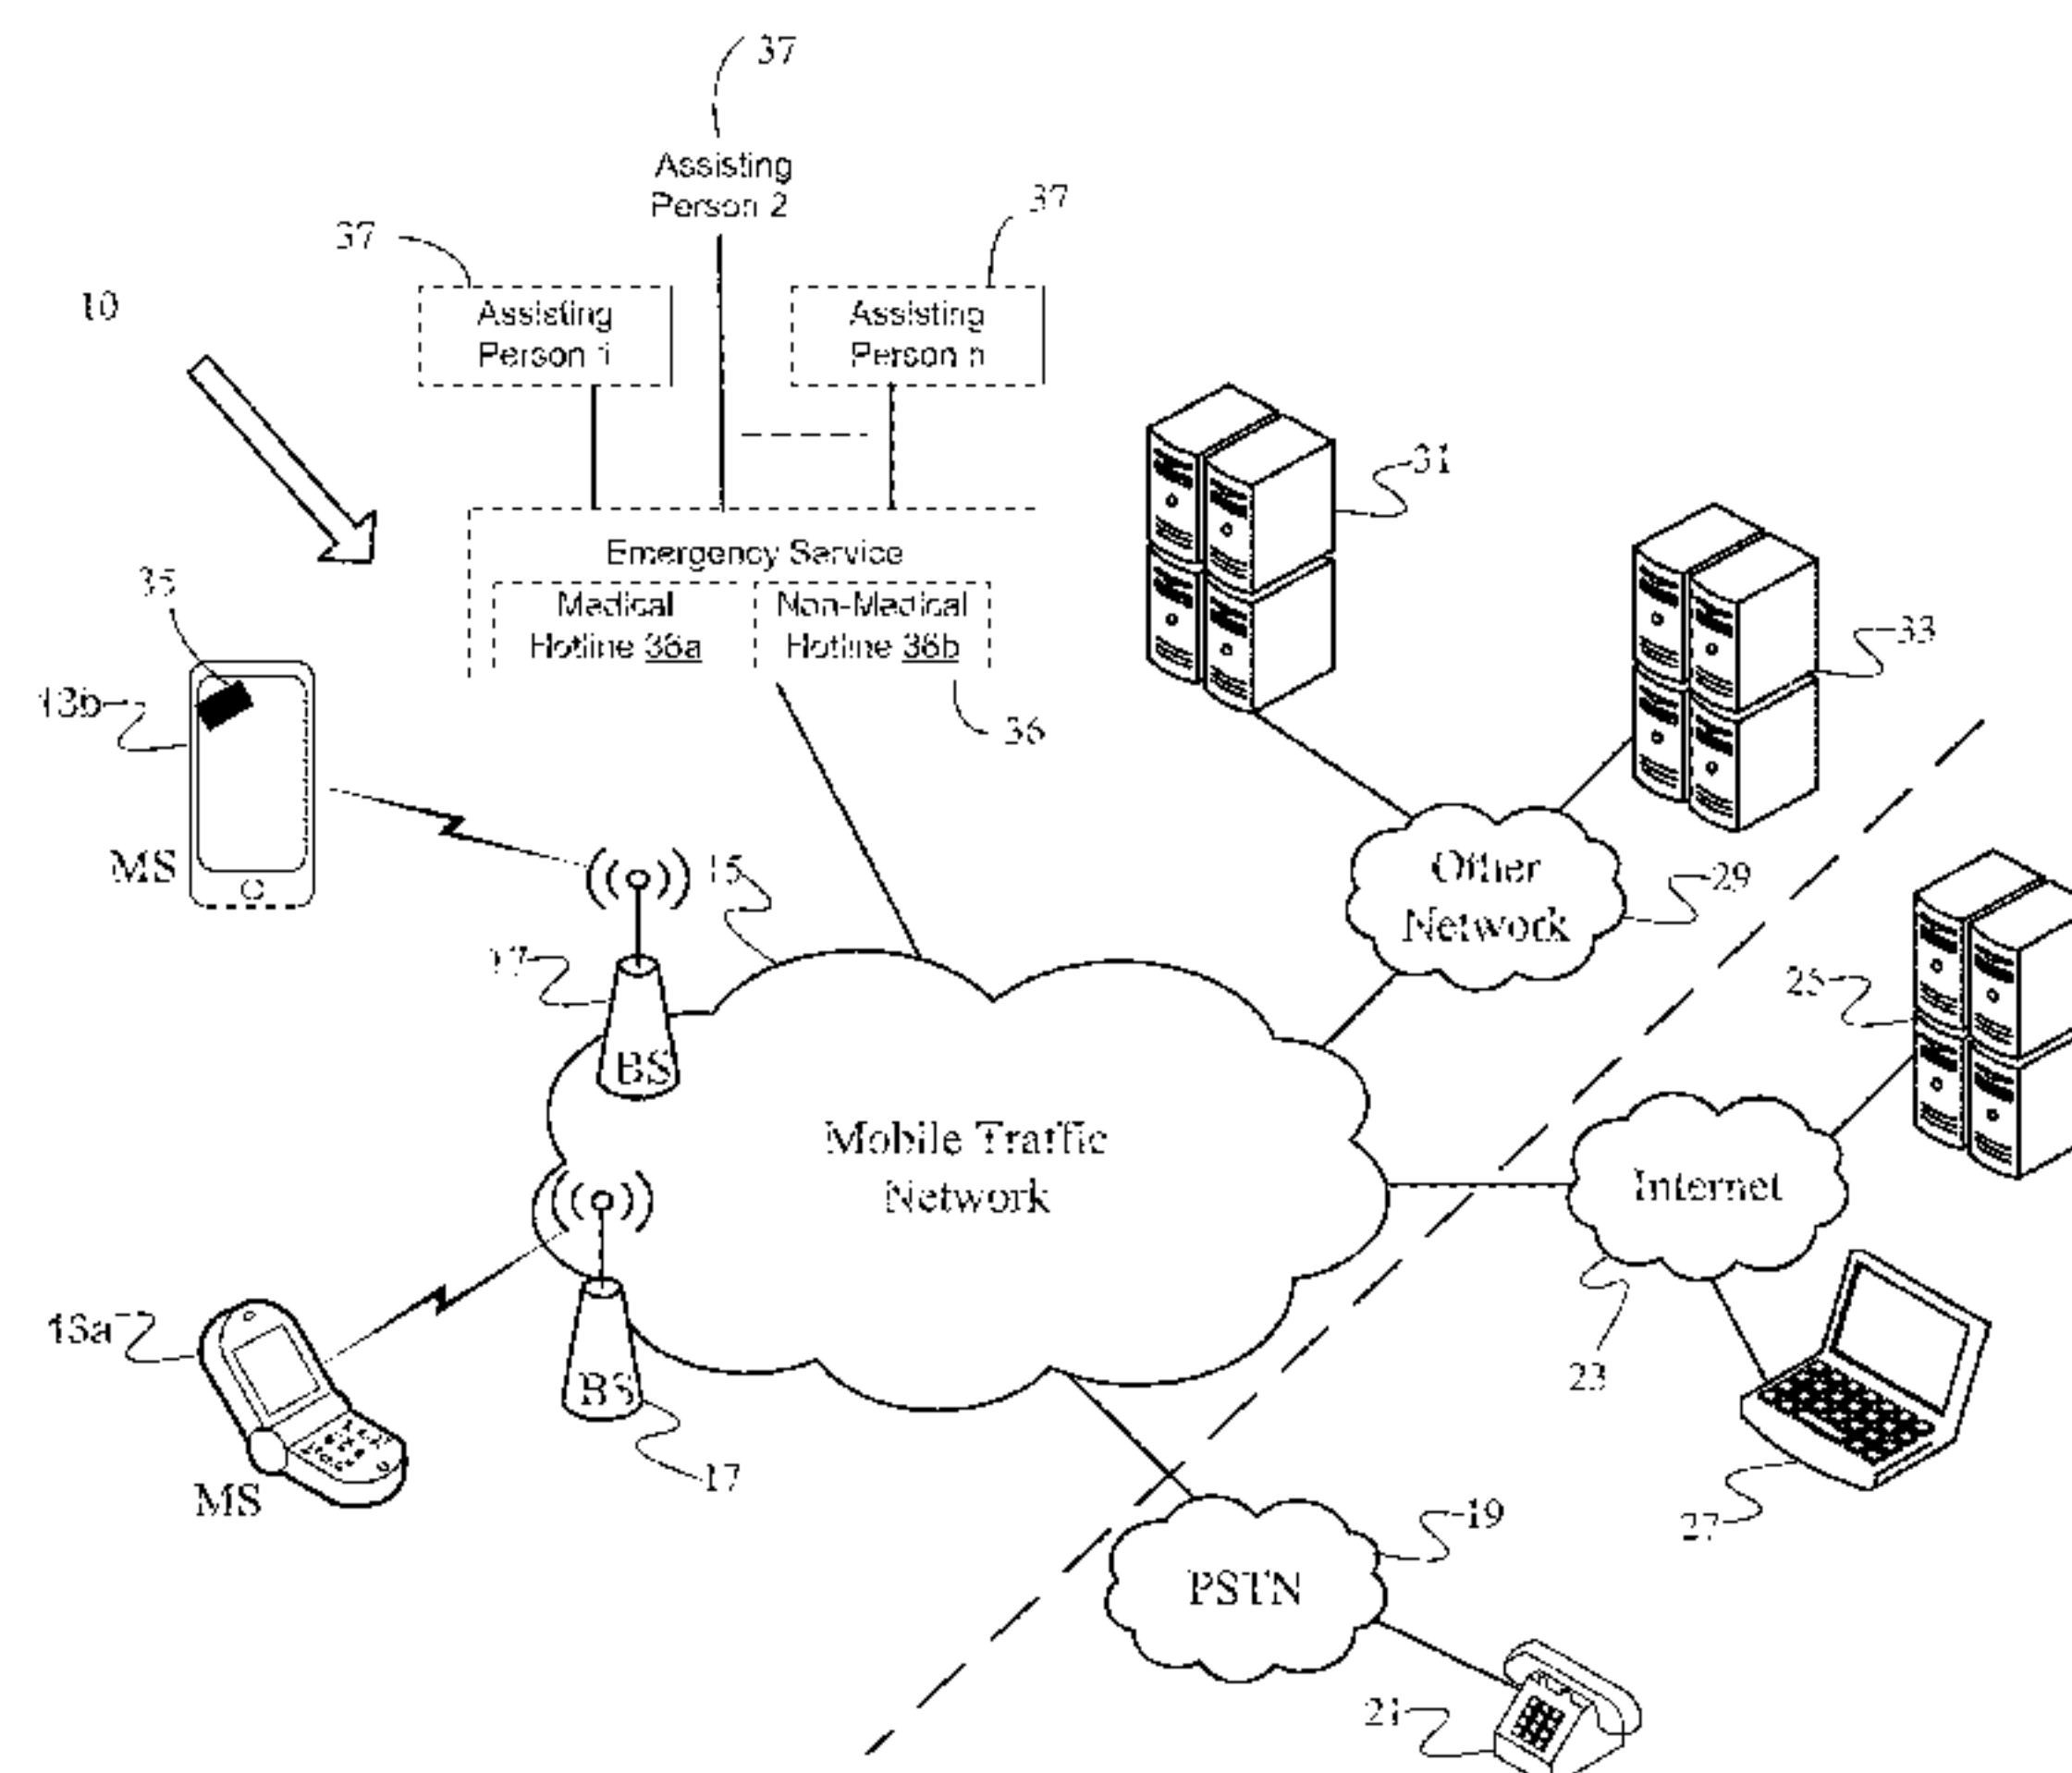 37
Assisting
Person 2
37
37
10
Assisting
Person 1
Assisting
Person n
31
Emergency Service
35
Medical
Hotline 36a
Non-Medical
Hotline 36b
33
13b
36
MS
15
Other
Network
29
17
25
BS
Mobile Traffic
Network
Internet
13a
23
BS
MS
17
19
27
PSTN
21